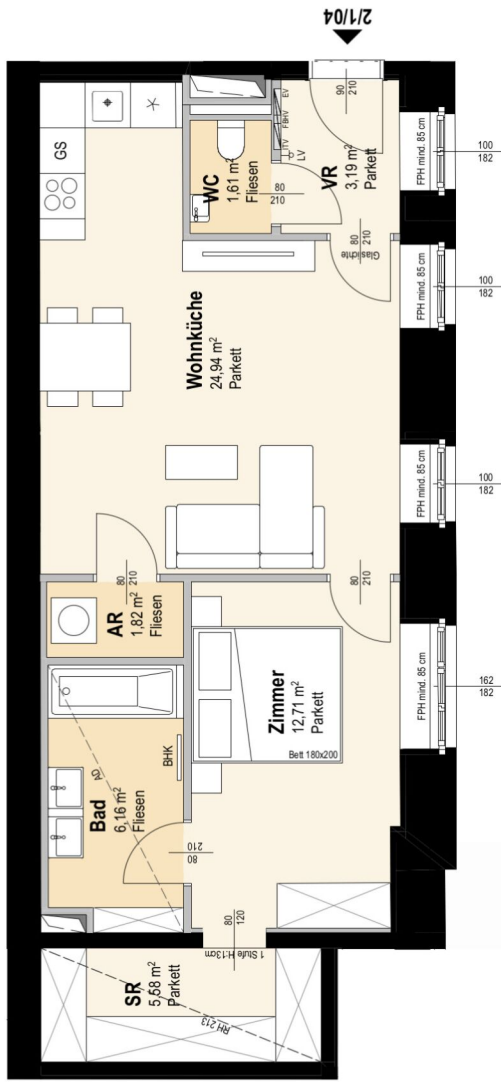 2/1/04
90
210
EV
FBHV
ITV
LV
VR
3,19 m²
Parkett
FPH mind. 85 cm
100
182
WC
1,61 m²
Fliesen
80
210
80
210
Glaslichte
GS
FPH mind. 85 cm
100
182
Wohnküche
24,94 m²
Parkett
FPH mind. 85 cm
100
182
80
210
AR
1,82 m²
Fliesen
80
210
Zimmer
12,71 m²
Parkett
Bett 180x200
FPH mind. 85 cm
162
182
Bad
6,16 m²
Fliesen
BHK
AD
80
210
80
120
1 Stufe H:13cm
SR
5,58 m²
Parkett
RH 213